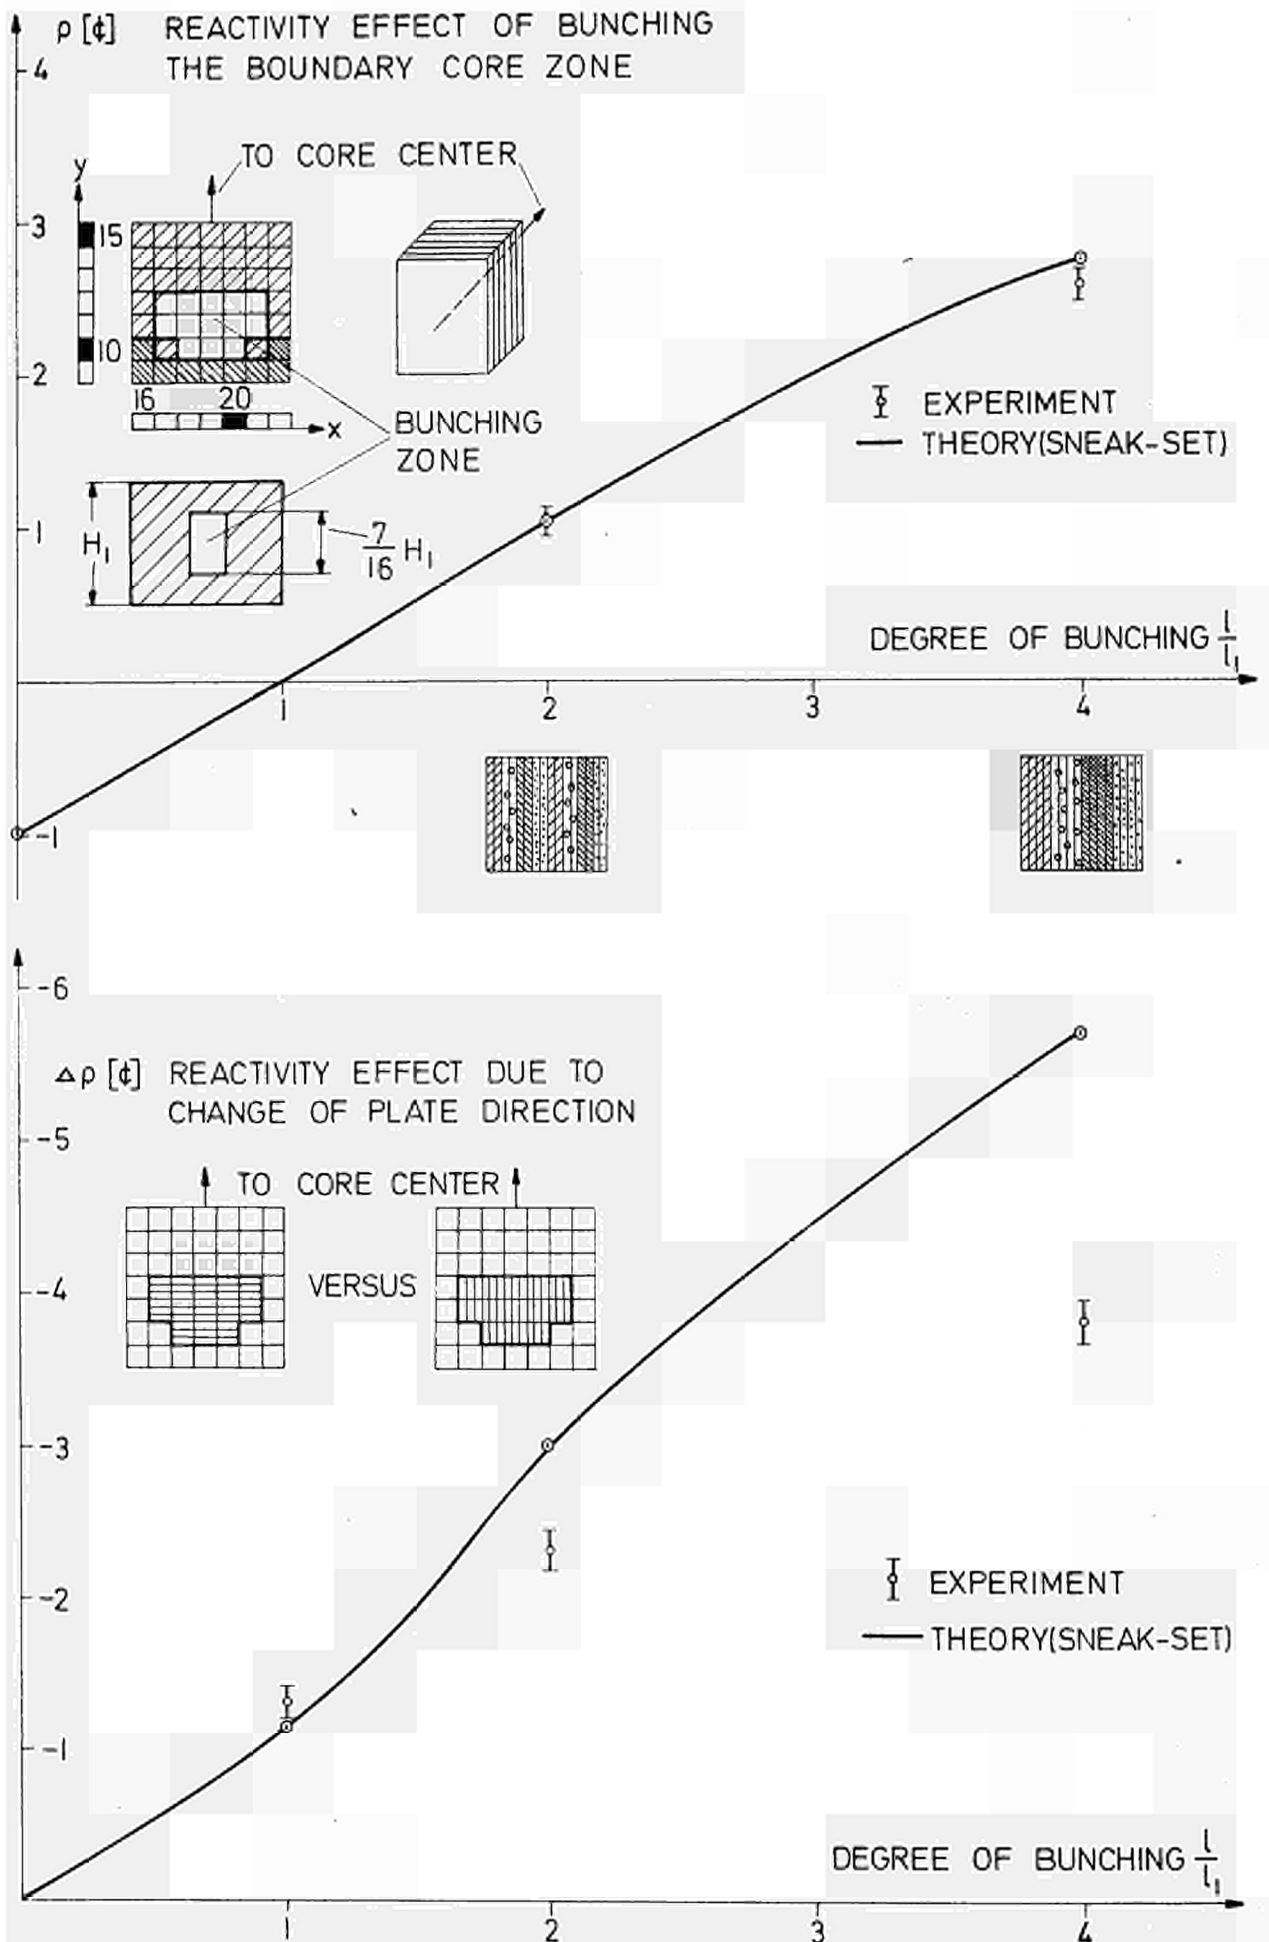 ρ [¢] REACTIVITY EFFECT OF BUNCHING
THE BOUNDARY CORE ZONE
4
3
2
1
-1
TO CORE CENTER
y
15
10
16 20
x
BUNCHING
ZONE
H₁
7/16 H₁
EXPERIMENT
THEORY(SNEAK-SET)
DEGREE OF BUNCHING l/l₁
1 2 3 4
-6
-5
-4
-3
-2
-1
Δρ [¢] REACTIVITY EFFECT DUE TO
CHANGE OF PLATE DIRECTION
TO CORE CENTER
VERSUS
EXPERIMENT
THEORY(SNEAK-SET)
DEGREE OF BUNCHING l/l₁
1 2 3 4